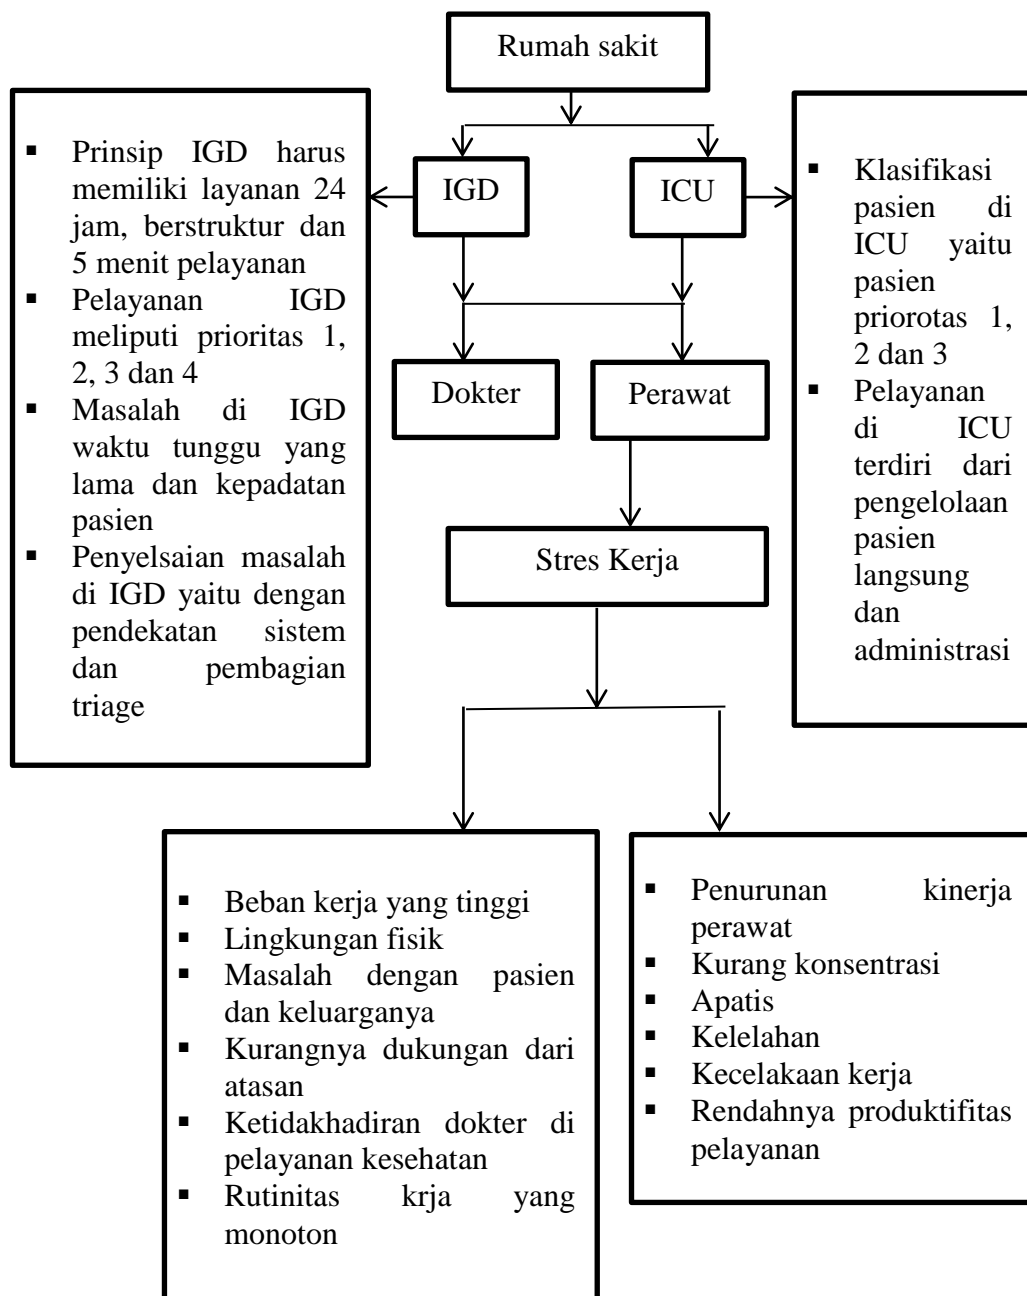 Rumah sakit
▪ Prinsip IGD harus
memiliki layanan 24
jam, berstruktur dan
5 menit pelayanan
▪ Pelayanan IGD
meliputi prioritas 1,
2, 3 dan 4
▪ Masalah di IGD
waktu tunggu yang
lama dan kepadatan
pasien
▪ Penyelsaian masalah
di IGD yaitu dengan
pendekatan sistem
dan pembagian
triage
IGD
ICU
▪ Klasifikasi
pasien di
ICU yaitu
pasien
priorotas 1,
2 dan 3
▪ Pelayanan
di ICU
terdiri dari
pengelolaan
pasien
langsung
dan
administrasi
Dokter
Perawat
Stres Kerja
▪ Beban kerja yang tinggi
▪ Lingkungan fisik
▪ Masalah dengan pasien
dan keluarganya
▪ Kurangnya dukungan dari
atasan
▪ Ketidakhadiran dokter di
pelayanan kesehatan
▪ Rutinitas krja yang
monoton
▪ Penurunan kinerja
perawat
▪ Kurang konsentrasi
▪ Apatis
▪ Kelelahan
▪ Kecelakaan kerja
▪ Rendahnya produktifitas
pelayanan